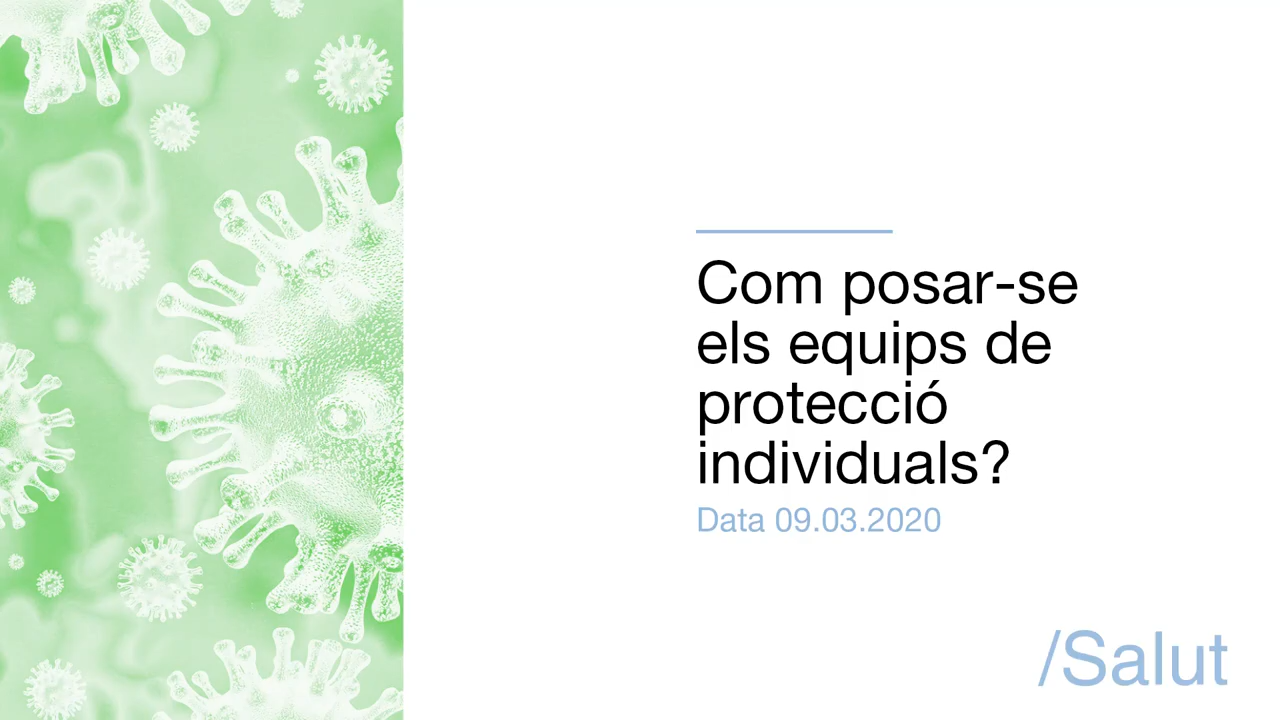 Com posar-se
els equips de
protecció
individuals?
Data 09.03.2020
/Salut